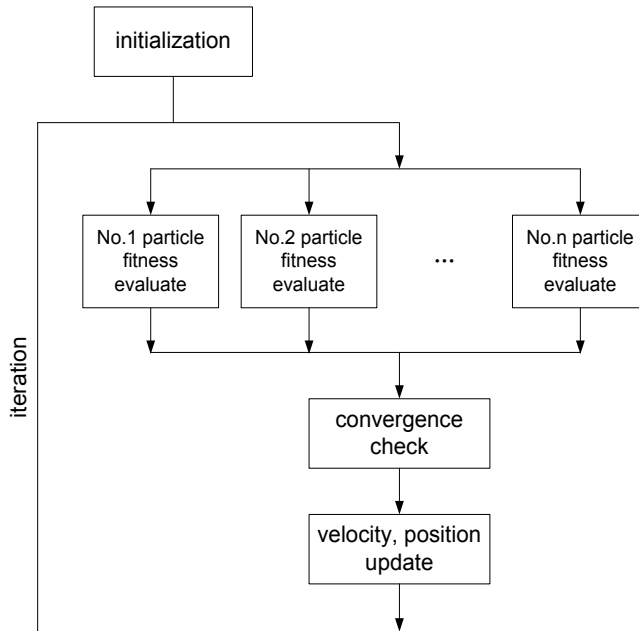 initialization
No.1 particle
fitness
evaluate
No.2 particle
fitness
evaluate
...
No.n particle
fitness
evaluate
iteration
convergence
check
velocity, position
update